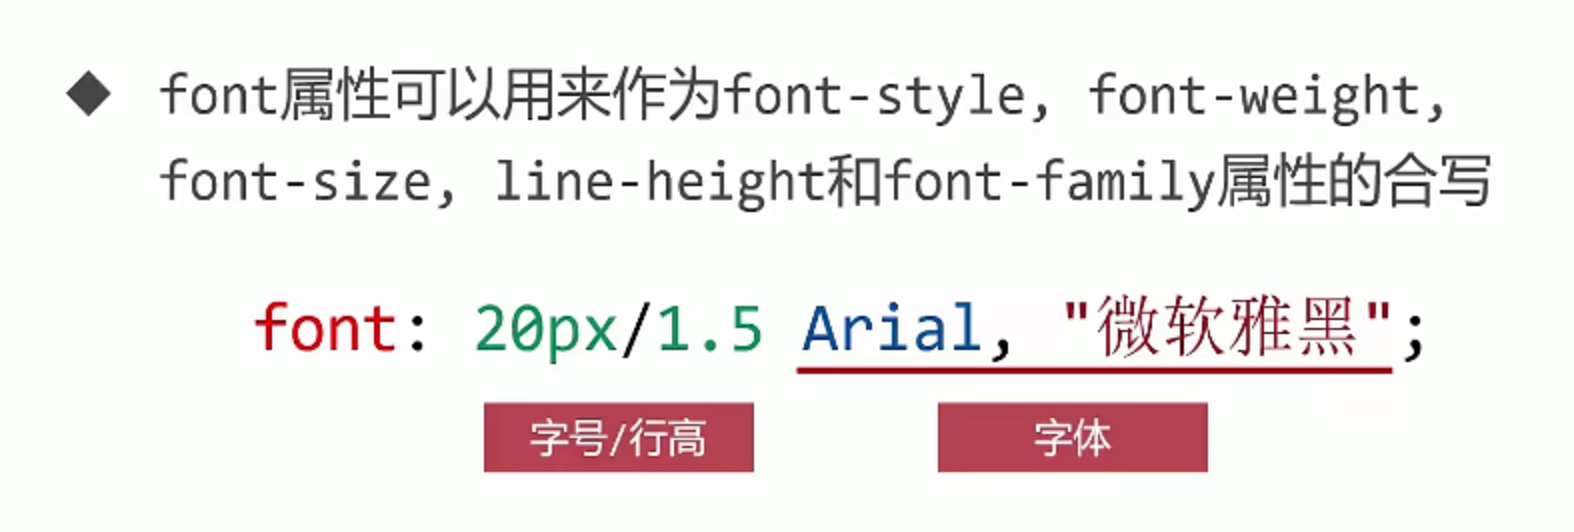 font属性可以用来作为font-style, font-weight,
font-size, line-height和font-family属性的合写
font: 20px/1.5 Arial, "微软雅黑";
字号/行高 字体